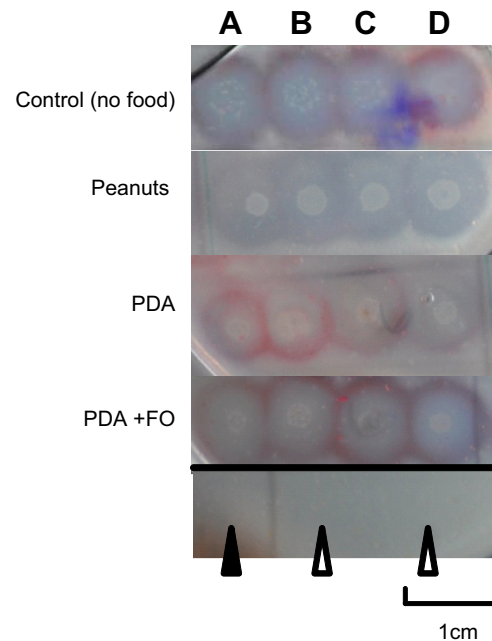 A B C D
Control (no food)
Peanuts
PDA
PDA +FO
1cm